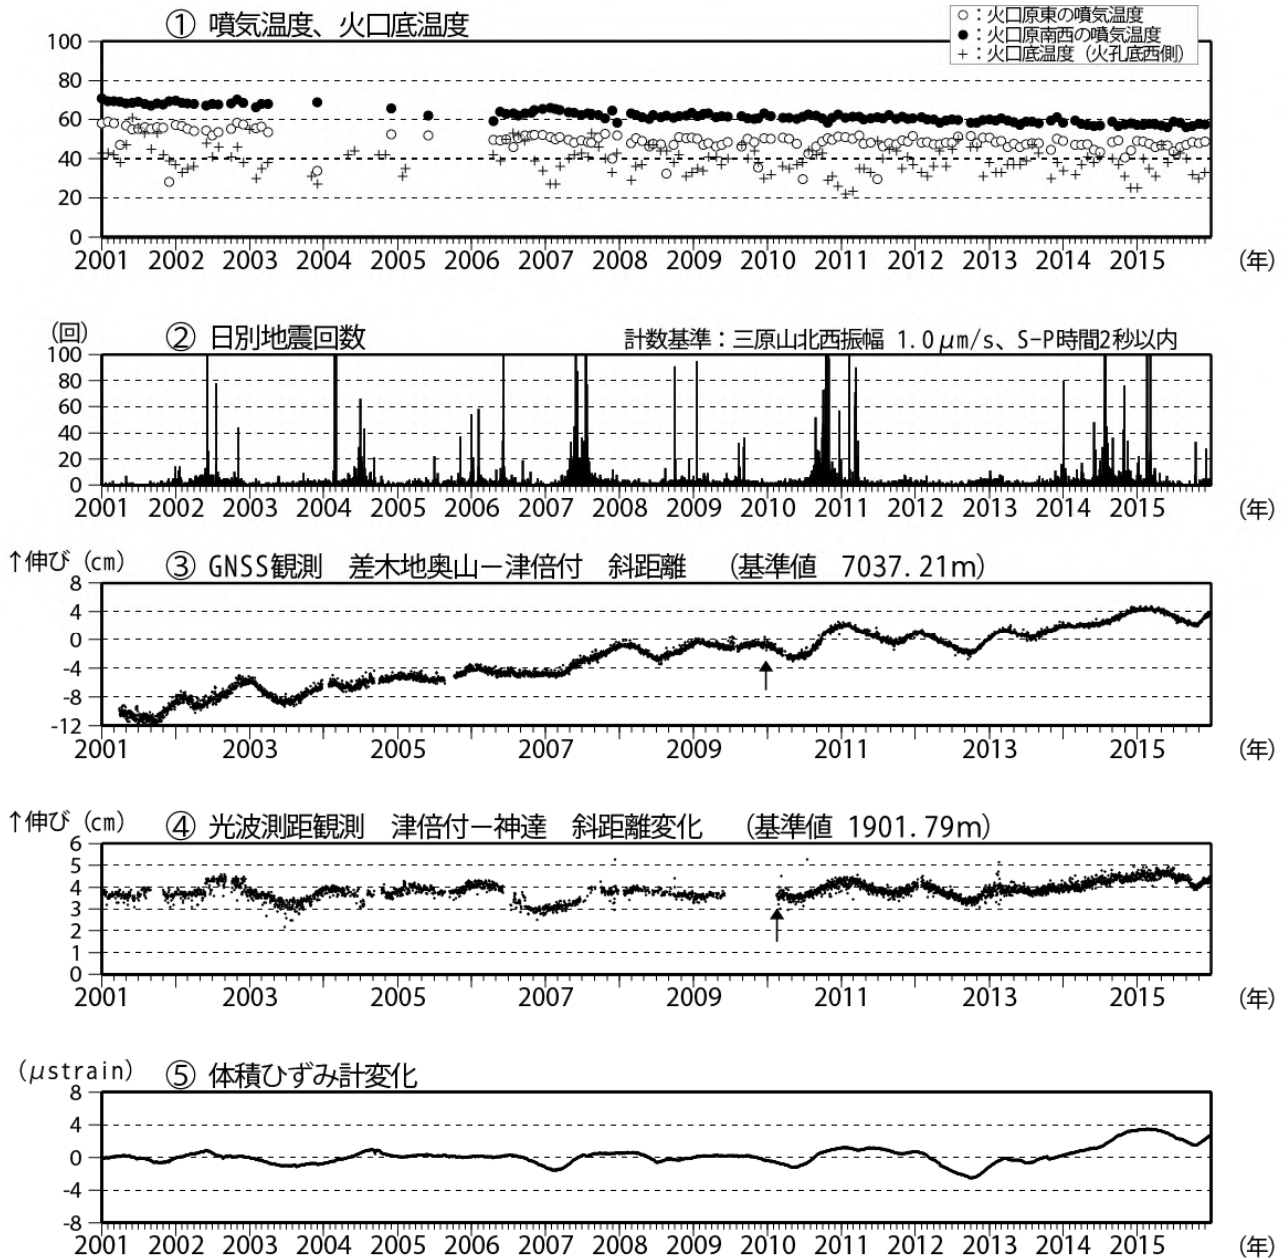 ① 噴気温度、火口底温度
○：火口原東の噴気温度
●：火口原南西の噴気温度
+：火口底温度（火孔底西側）
100
80
60
40
20
0
2001 2002 2003 2004 2005 2006 2007 2008 2009 2010 2011 2012 2013 2014 2015 (年)
(回) ② 日別地震回数 計数基準：三原山北西振幅 1.0μm/s、S-P時間2秒以内
100
80
60
40
20
0
2001 2002 2003 2004 2005 2006 2007 2008 2009 2010 2011 2012 2013 2014 2015 (年)
↑伸び (cm) ③ GNSS観測 差木地奥山－津倍付 斜距離 (基準値 7037.21m)
8
4
0
-4
-8
-12
2001 2003 2005 2007 2009 2011 2013 2015 (年)
↑伸び (cm) ④ 光波測距観測 津倍付－神達 斜距離変化 (基準値 1901.79m)
6
5
4
3
2
1
0
2001 2003 2005 2007 2009 2011 2013 2015 (年)
(μstrain) ⑤ 体積ひずみ計変化
8
4
0
-4
-8
2001 2002 2003 2004 2005 2006 2007 2008 2009 2010 2011 2012 2013 2014 2015 (年)